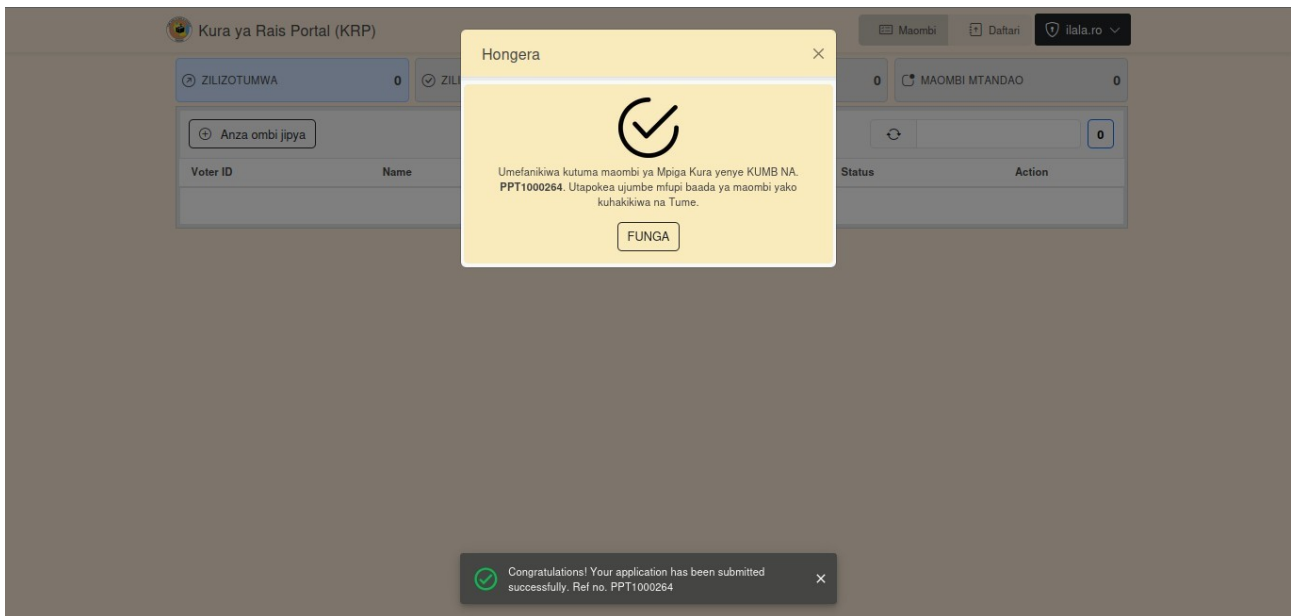 Kura ya Rais Portal (KRP)
Maombi
Daftari
ilala.ro
Hongera
ZILIZOTUMWA 0
0
MAOMBI MTANDAO 0
Anza ombi jipya
0
Voter ID Name Status Action
Umefanikiwa kutuma maombi ya Mpiga Kura yenye KUMB NA.
PPT1000264. Utapokea ujumbe mfupi baada ya maombi yako
kuhakikiwa na Tume.
FUNGA
Congratulations! Your application has been submitted
successfully. Ref no. PPT1000264